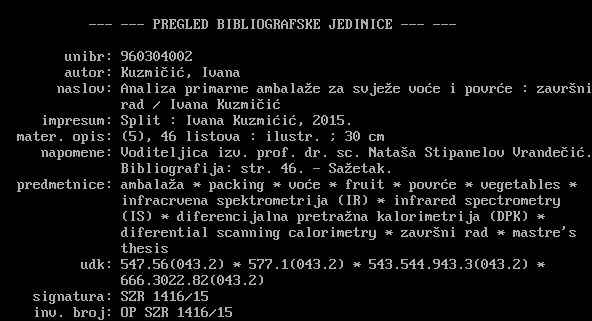 --- --- PREGLED BIBLIOGRAFSKE JEDINICE --- ---
unibr: 960304002
autor: Kuzmičić, Ivana
naslov: Analiza primarne ambalaže za svježe voće i povrće : završni
rad / Ivana Kuzmičić
impresum: Split : Ivana Kuzmičić, 2015.
mater. opis: (5), 46 listova : ilustr. ; 30 cm
napomene: Voditeljica izv. prof. dr. sc. Nataša Stipanelov Vrandečić.
Bibliografija: str. 46. - Sažetak.
predmetnice: ambalaža * packing * voće * fruit * povrće * vegetables *
infracrvena spektrometrija (IR) * infrared spectrometry
(IS) * diferencijalna pretražna kalorimetrija (DPK) *
diferential scanning calorimetry * završni rad * mastre's
thesis
udk: 547.56(043.2) * 577.1(043.2) * 543.544.943.3(043.2) *
666.3022.82(043.2)
signatura: SZR 1416/15
inv. broj: OP SZR 1416/15